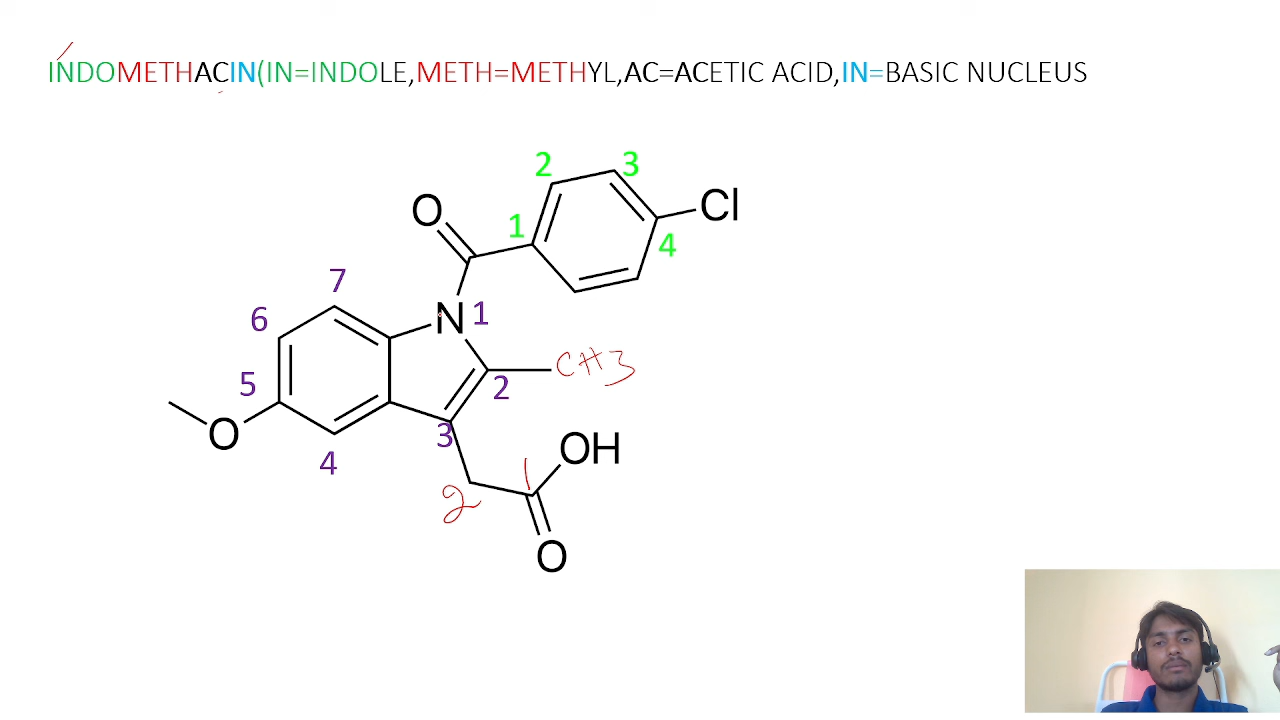 INDOMETHACIN(IN=INDOLE,METH=METHYL,AC=ACETIC ACID,IN=BASIC NUCLEUS
2 3
O Cl
1 4
7
6 N 1
5 2 CH3
O 3 OH
4 2 1
O